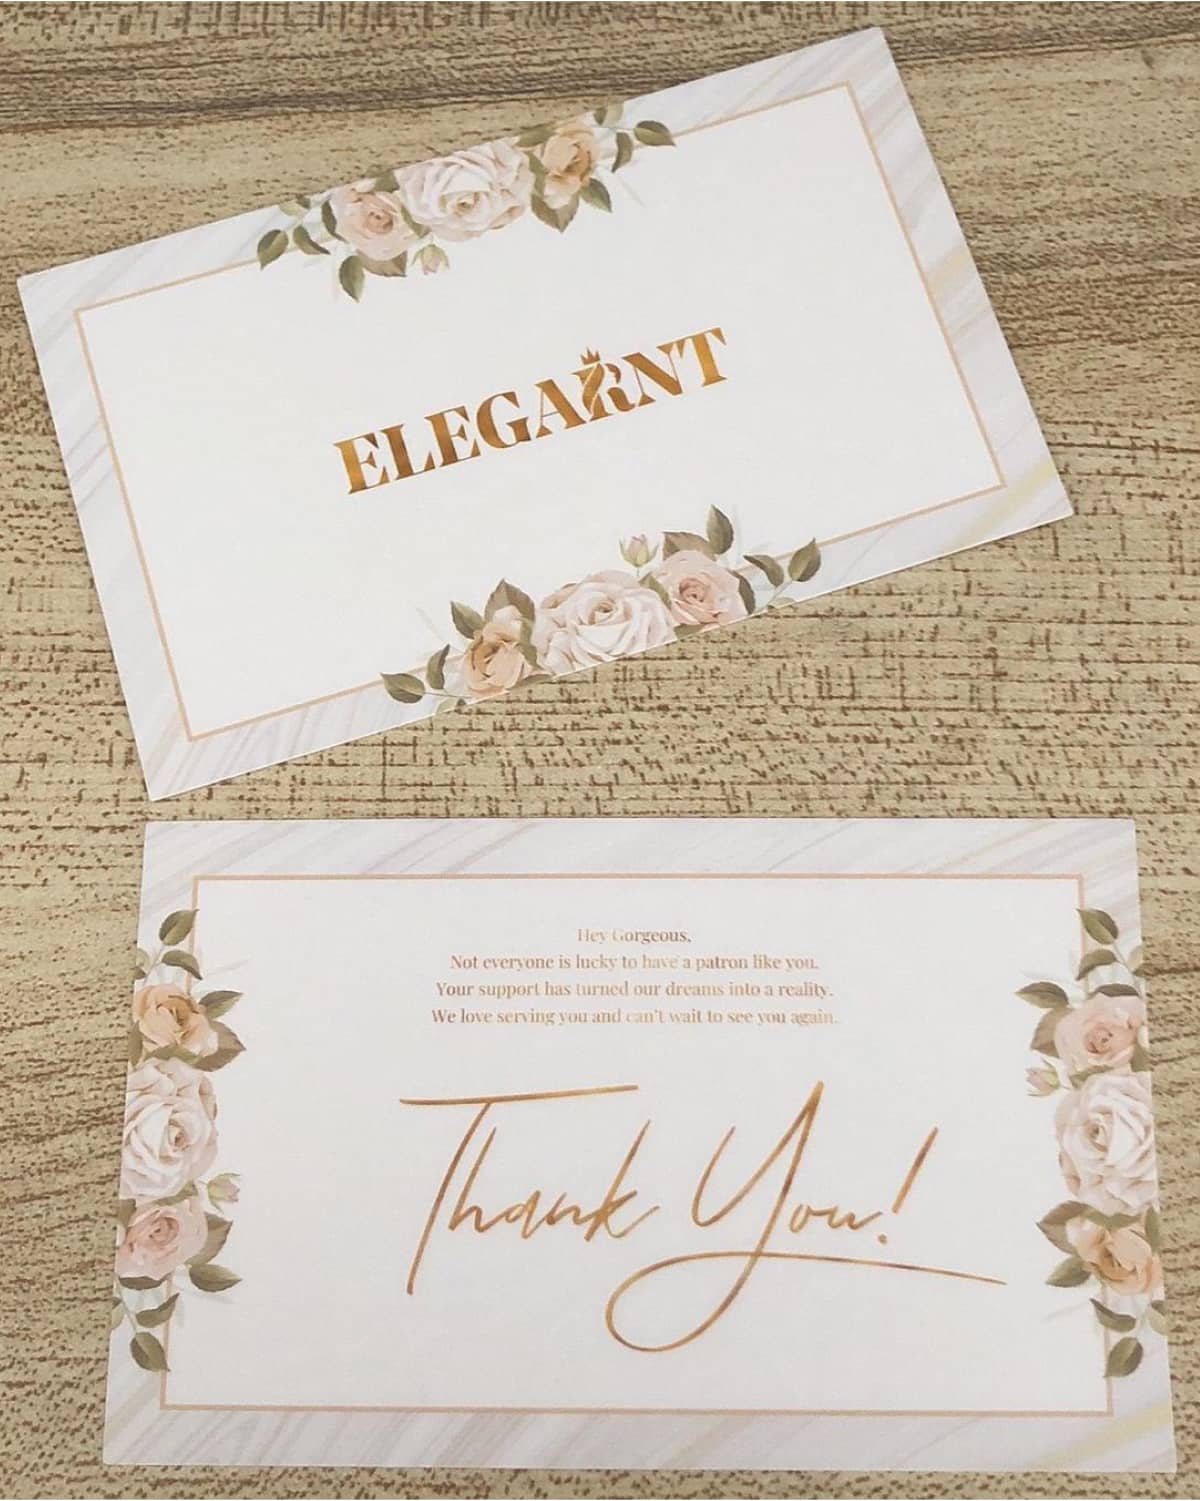 ELEGARNT
Hey Gorgeous,
Not everyone is lucky to have a patron like you.
Your support has turned our dreams into a reality.
We love serving you and can't wait to see you again.
Thank You!